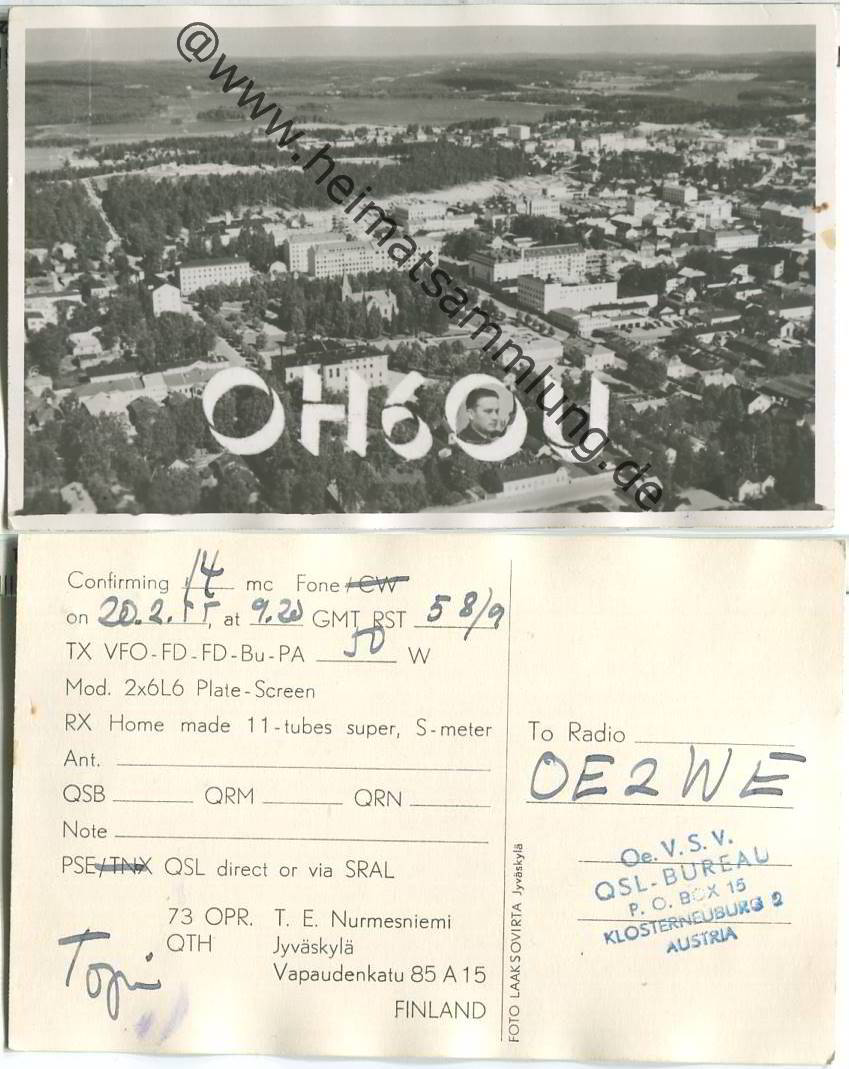 @www.heimatsammlung.de
OH6OU
Confirming 14 mc Fone/CW
on 20.2.55, at 9.20 GMT RST 58/9
TX VFO-FD-FD-Bu-PA 50 W
Mod. 2x6L6 Plate-Screen
RX Home made 11-tubes super, S-meter
Ant.
QSB QRM QRN
Note
PSE/TNX QSL direct or via SRAL
73 OPR. T. E. Nurmesniemi
QTH Jyväskylä
Vapaudenkatu 85 A 15
FINLAND
Topi
FOTO LAAKSOVIRTA Jyväskylä
To Radio
OE2WE
Oe. V. S. V.
QSL-BUREAU
P. O. BOX 15
KLOSTERNEUBURG 2
AUSTRIA